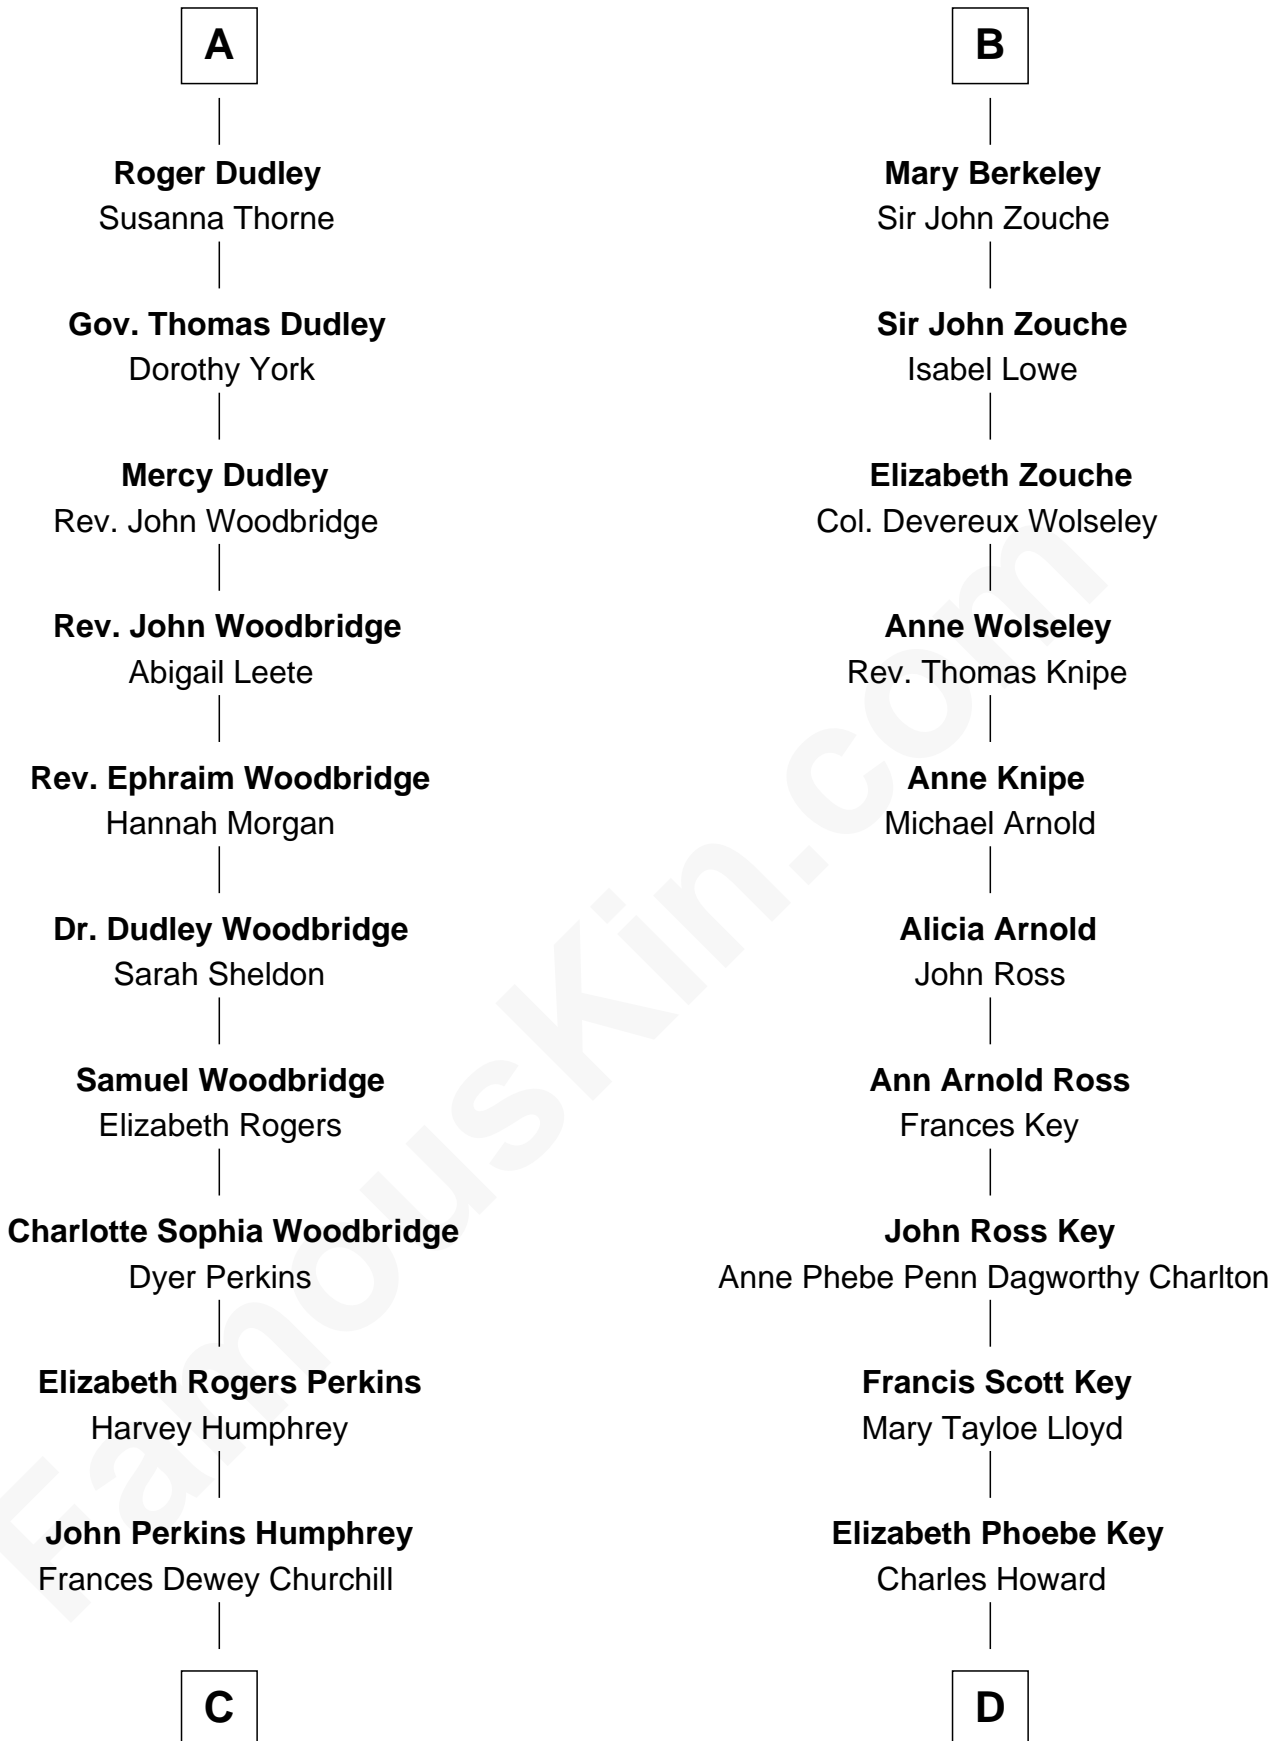 A
Roger Dudley
Susanna Thorne
Gov. Thomas Dudley
Dorothy York
Mercy Dudley
Rev. John Woodbridge
Rev. John Woodbridge
Abigail Leete
Rev. Ephraim Woodbridge
Hannah Morgan
Dr. Dudley Woodbridge
Sarah Sheldon
Samuel Woodbridge
Elizabeth Rogers
Charlotte Sophia Woodbridge
Dyer Perkins
Elizabeth Rogers Perkins
Harvey Humphrey
John Perkins Humphrey
Frances Dewey Churchill
C
B
Mary Berkeley
Sir John Zouche
Sir John Zouche
Isabel Lowe
Elizabeth Zouche
Col. Devereux Wolseley
Anne Wolseley
Rev. Thomas Knipe
Anne Knipe
Michael Arnold
Alicia Arnold
John Ross
Ann Arnold Ross
Frances Key
John Ross Key
Anne Phebe Penn Dagworthy Charlton
Francis Scott Key
Mary Tayloe Lloyd
Elizabeth Phoebe Key
Charles Howard
D
FamousKin.com